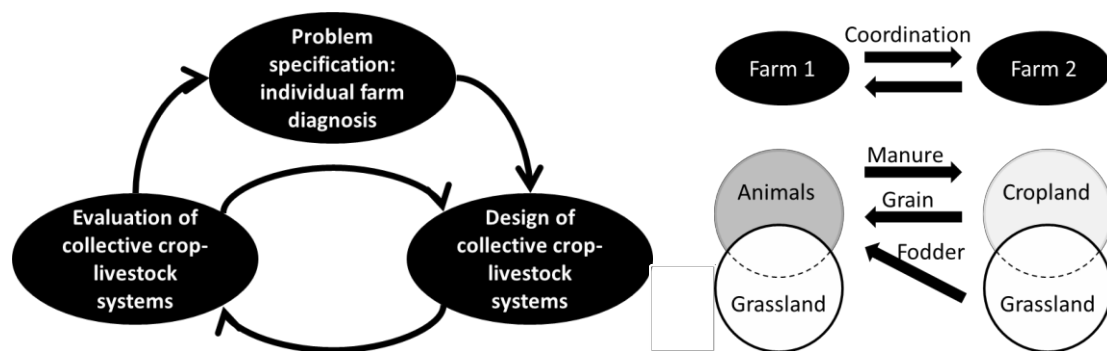 Problem
specification:
individual farm
diagnosis
Evaluation of
collective crop-
livestock
systems
Design of
collective crop-
livestock
systems
Coordination
Farm 1
Farm 2
Manure
Animals
Grain
Cropland
Fodder
Grassland
Grassland